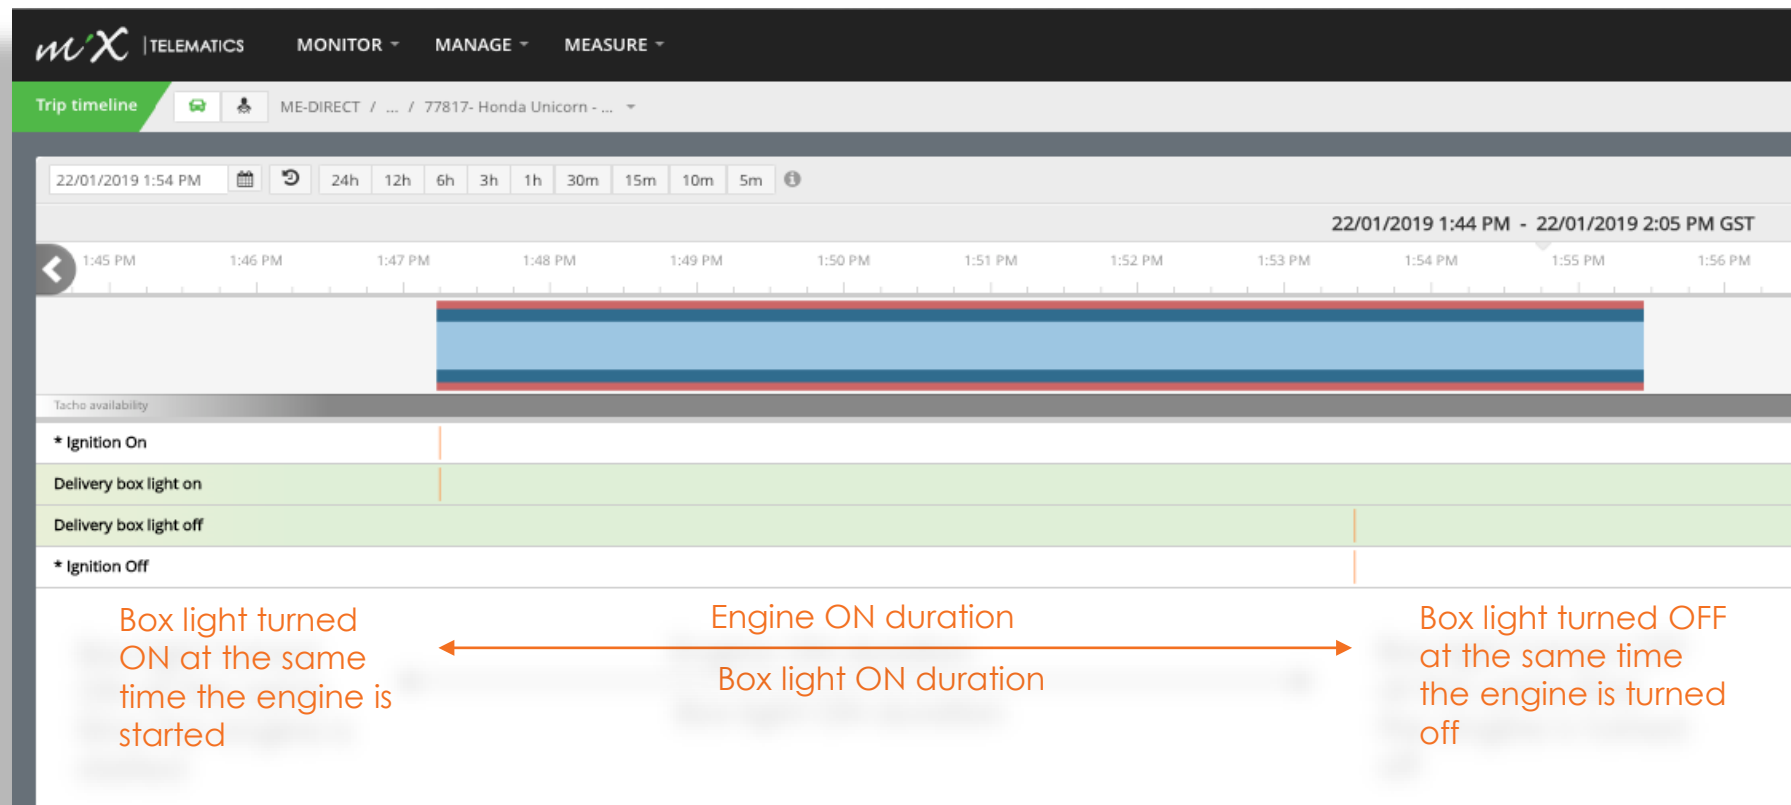 miX | TELEMATICS MONITOR MANAGE MEASURE
Trip timeline ME-DIRECT / ... / 77817- Honda Unicorn - ...
22/01/2019 1:54 PM 24h 12h 6h 3h 1h 30m 15m 10m 5m
22/01/2019 1:44 PM - 22/01/2019 2:05 PM GST
1:45 PM 1:46 PM 1:47 PM 1:48 PM 1:49 PM 1:50 PM 1:51 PM 1:52 PM 1:53 PM 1:54 PM 1:55 PM 1:56 PM
Tacho availability
* Ignition On
Delivery box light on
Delivery box light off
* Ignition Off
Box light turned
ON at the same
time the engine is
started
Engine ON duration
Box light ON duration
Box light turned OFF
at the same time
the engine is turned
off